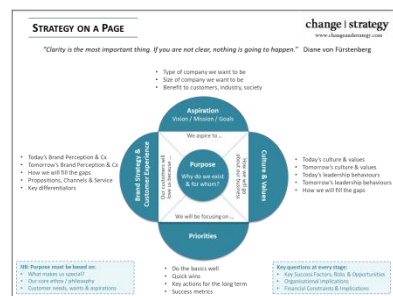 STRATEGY ON A PAGE
change | strategy
www.changeandstrategy.com
"Clarity is the most important thing. If you are not clear, nothing is going to happen." Diane von Fürstenberg
• Type of company we want to be
• Size of company we want to be
• Benefit to customers, industry, society
Aspiration
Vision / Mission / Goals
We aspire to ...
• Today's Brand Perception & Cx
• Tomorrow's Brand Perception & Cx
• How we will fill the gaps
• Propositions, Channels & Service
• Key differentiators
Brand Strategy &
Customer Experience
Our customers will
love us because ...
Purpose
Why do we exist
& for whom?
How we will go
about our business
Culture & Values
• Today's culture & values
• Tomorrow's culture & values
• Today's leadership behaviours
• Tomorrow's leadership behaviours
• How we will fill the gaps
We will be focusing on ...
Priorities
• Do the basics well
• Quick wins
• Key actions for the long term
• Success metrics
NB: Purpose must be based on:
• What makes us special?
• Our core ethos / philosophy
• Customer needs, wants & aspirations
Key questions at every stage:
• Key Success Factors, Risks & Opportunities
• Organisational implications
• Financial Constraints & Implications